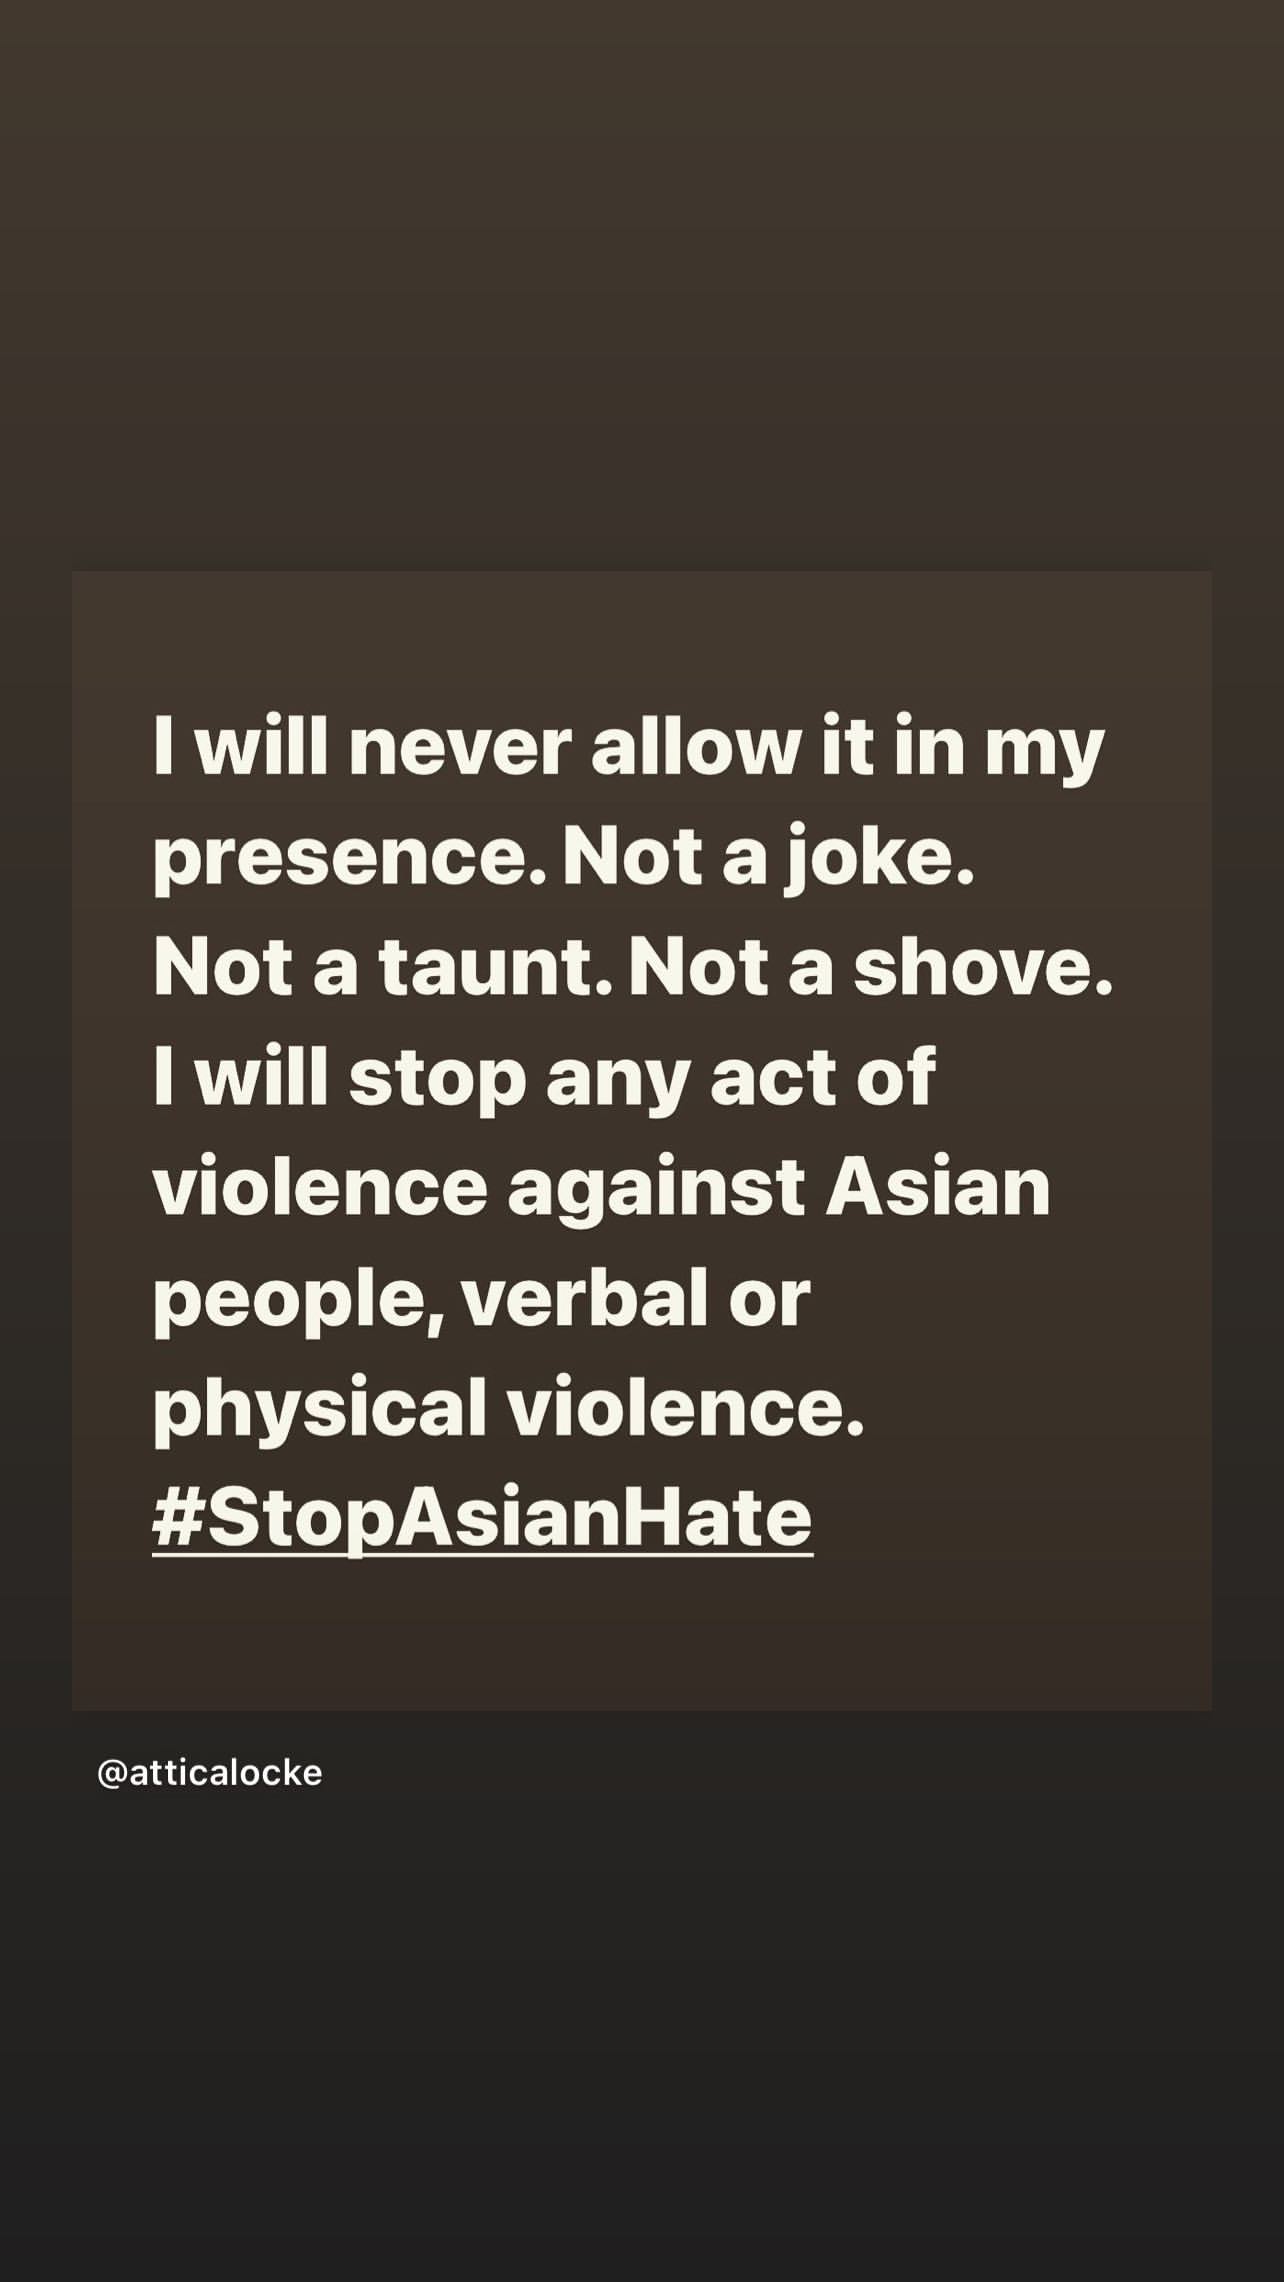 I will never allow it in my
presence. Not a joke.
Not a taunt. Not a shove.
I will stop any act of
violence against Asian
people, verbal or
physical violence.
#StopAsianHate
@atticalocke